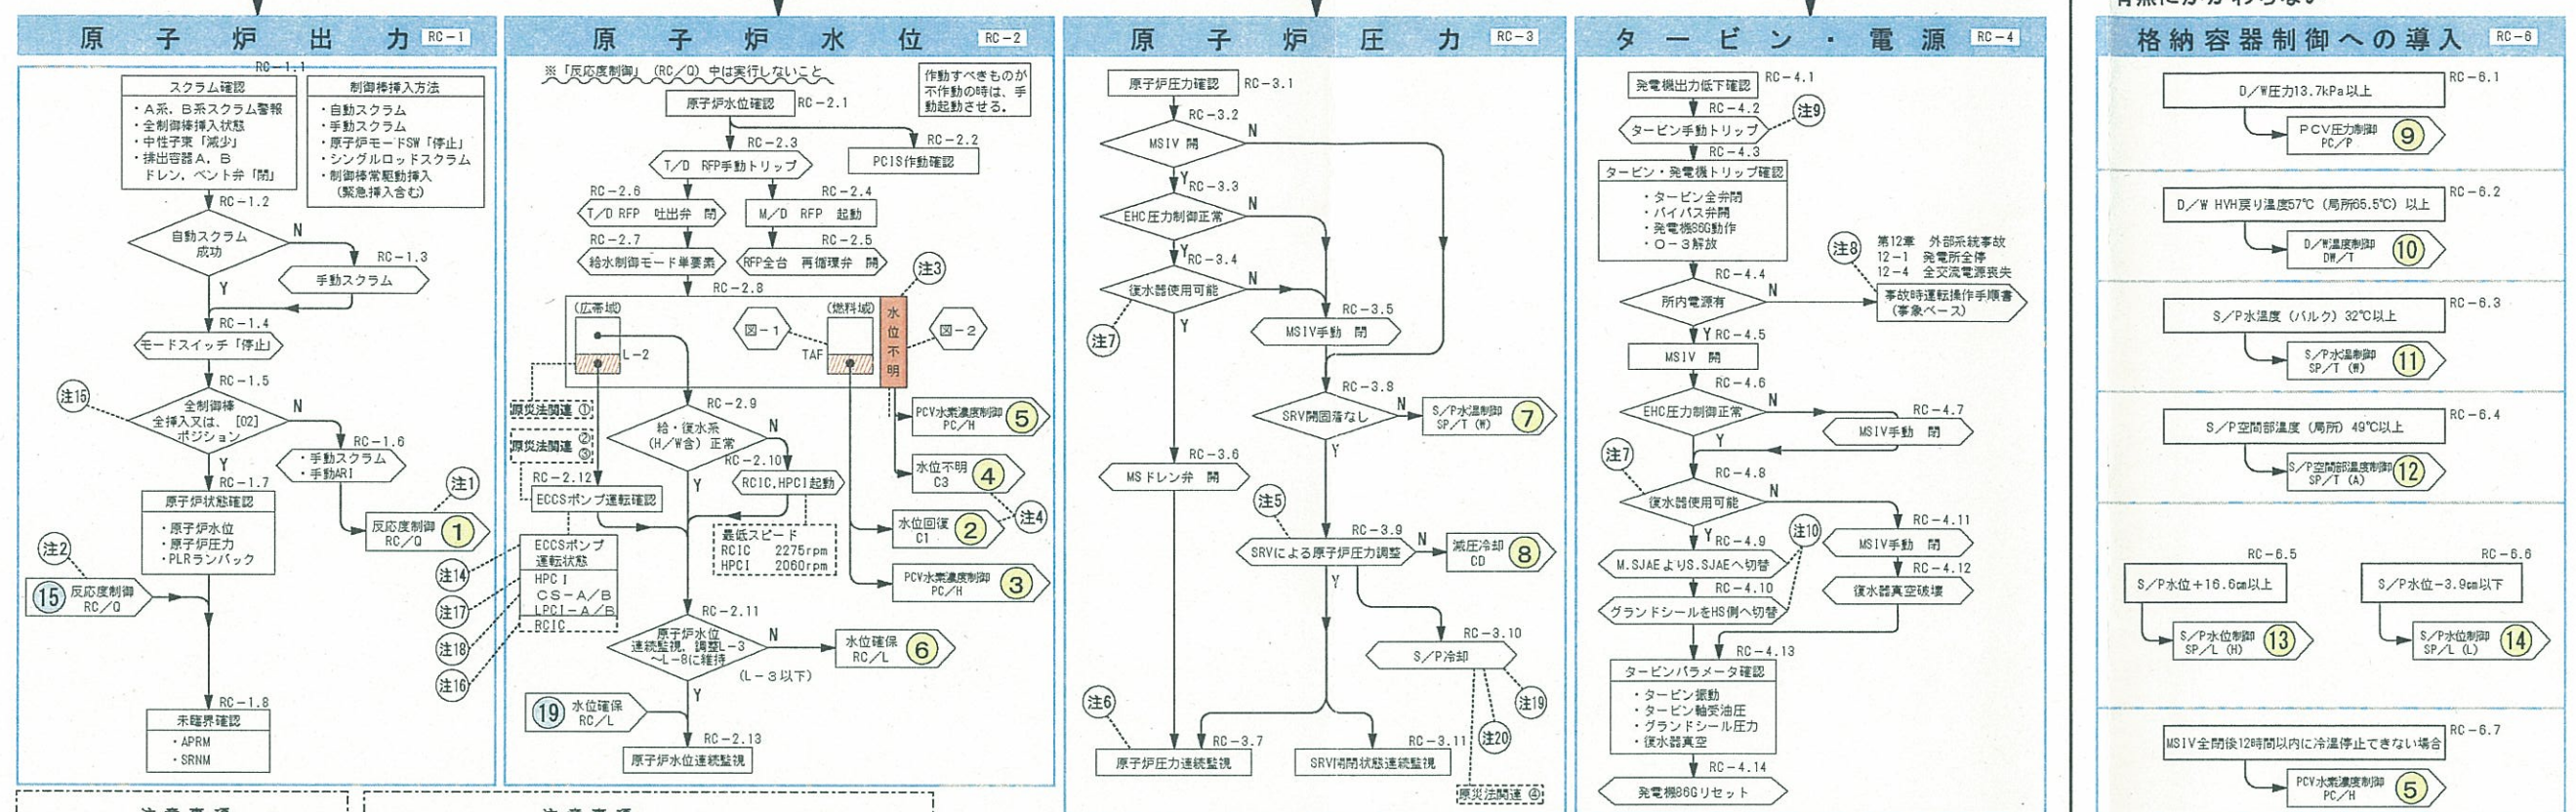 原子炉出力 RC-1
RC-1.1
スクラム確認
・A系，B系スクラム警報
・全制御棒挿入状態
・中性子束「減少」
・排出容器A，B
ドレン，ベント弁「閉」
制御棒挿入方法
・自動スクラム
・手動スクラム
・原子炉モードSW「停止」
・シングルロッドスクラム
・制御棒常駆動挿入
(緊急挿入含む)
RC-1.2
自動スクラム
成功
N
Y
RC-1.3
手動スクラム
RC-1.4
モードスイッチ「停止」
RC-1.5
注15
全制御棒
全挿入又は、[02]
ポジション
N
Y
RC-1.6
・手動スクラム
・手動ARI
RC-1.7
原子炉状態確認
・原子炉水位
・原子炉圧力
・PLRランバック
注1
反応度制御
RC/Q
1
注2
15
反応度制御
RC/Q
RC-1.8
未臨界確認
・APRM
・SRNM
原子炉水位 RC-2
※「反応度制御」(RC/Q)中は実行しないこと
作動すべきものが
不作動の時は、手
動起動させる。
原子炉水位確認
RC-2.1
RC-2.2
PCIS作動確認
RC-2.3
T/D RFP手動トリップ
RC-2.6
T/D RFP 吐出弁 閉
RC-2.4
M/D RFP 起動
RC-2.7
給水制御モード単要素
RC-2.5
RFP全台 再循環弁 開
注3
RC-2.8
(広帯域)
L-2
図-1
(燃料域)
TAF
水位不明
図-2
原災法関連 ①
原災法関連 ②
③
RC-2.9
給・復水系
(H/W含) 正常
N
Y
RC-2.10
RCIC,HPCI起動
RC-2.12
ECCSポンプ運転確認
最低スピード
RCIC 2275rpm
HPCI 2060rpm
PCV水素濃度制御
PC/H
5
水位不明
C3
4
注4
水位回復
C1
2
PCV水素濃度制御
PC/H
3
ECCSポンプ
運転状態
HPCI
CS-A/B
LPCI-A/B
RCIC
注14
注17
注18
注16
RC-2.11
原子炉水位
連続監視，調整L-3
～L-8に維持
N
(L-3以下)
Y
水位確保
RC/L
6
19
水位確保
RC/L
RC-2.13
原子炉水位連続監視
原子炉圧力 RC-3
原子炉圧力確認
RC-3.1
RC-3.2
MSIV 開
N
Y
RC-3.3
EHC圧力制御正常
N
Y
RC-3.4
復水器使用可能
N
Y
注7
RC-3.5
MSIV手動 閉
RC-3.8
SRV開固着なし
N
Y
S/P水温制御
SP/T (W)
7
RC-3.6
MSドレン弁 開
注5
RC-3.9
SRVによる原子炉圧力調整
N
Y
減圧冷却
CD
8
RC-3.10
S/P冷却
注19
注20
注6
RC-3.7
原子炉圧力連続監視
RC-3.11
SRV開閉状態連続監視
原災法関連 ④
タービン・電源 RC-4
発電機出力低下確認
RC-4.1
RC-4.2
注9
タービン手動トリップ
RC-4.3
タービン・発電機トリップ確認
・タービン全弁閉
・バイパス弁開
・発電機86G動作
・O-3解放
注8
第12章 外部系統事故
12-1 発電所全停
12-4 全交流電源喪失
RC-4.4
所内電源有
N
Y
事故時運転操作手順書
(事象ベース)
RC-4.5
MSIV 開
RC-4.6
EHC圧力制御正常
N
Y
RC-4.7
MSIV手動 閉
注7
RC-4.8
復水器使用可能
N
Y
注10
RC-4.11
MSIV手動 閉
RC-4.9
M.SJAEよりS.SJAEへ切替
RC-4.12
復水器真空破壊
RC-4.10
グランドシールをHS側へ切替
RC-4.13
タービンパラメータ確認
・タービン振動
・タービン軸受油圧
・グランドシール圧力
・復水器真空
RC-4.14
発電機86Gリセット
格納容器制御への導入 RC-6
D/W圧力13.7kPa以上
RC-6.1
PCV圧力制御
PC/P
9
D/W HVH戻り温度57℃ (局所65.5℃) 以上
RC-6.2
D/W温度制御
DW/T
10
S/P水温度 (バルク) 32℃以上
RC-6.3
S/P水温制御
SP/T (W)
11
S/P空間部温度 (局所) 49℃以上
RC-6.4
S/P空間部温度制御
SP/T (A)
12
RC-6.5
S/P水位+16.6cm以上
S/P水位制御
SP/L (H)
13
RC-6.6
S/P水位-3.9cm以下
S/P水位制御
SP/L (L)
14
MSIV全閉後12時間以内に冷温停止できない場合
RC-6.7
PCV水素濃度制御
PC/H
5